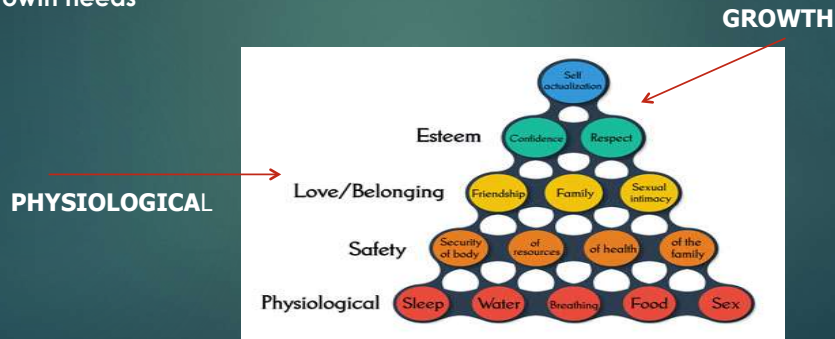 owth needs
GROWTH
Self
actualization
Esteem
Confidence
Respect
Love/Belonging
Friendship
Family
Sexual
intimacy
PHYSIOLOGICAL
Safety
Security
of body
of
resources
of health
of the
family
Physiological
Sleep
Water
Breathing
Food
Sex